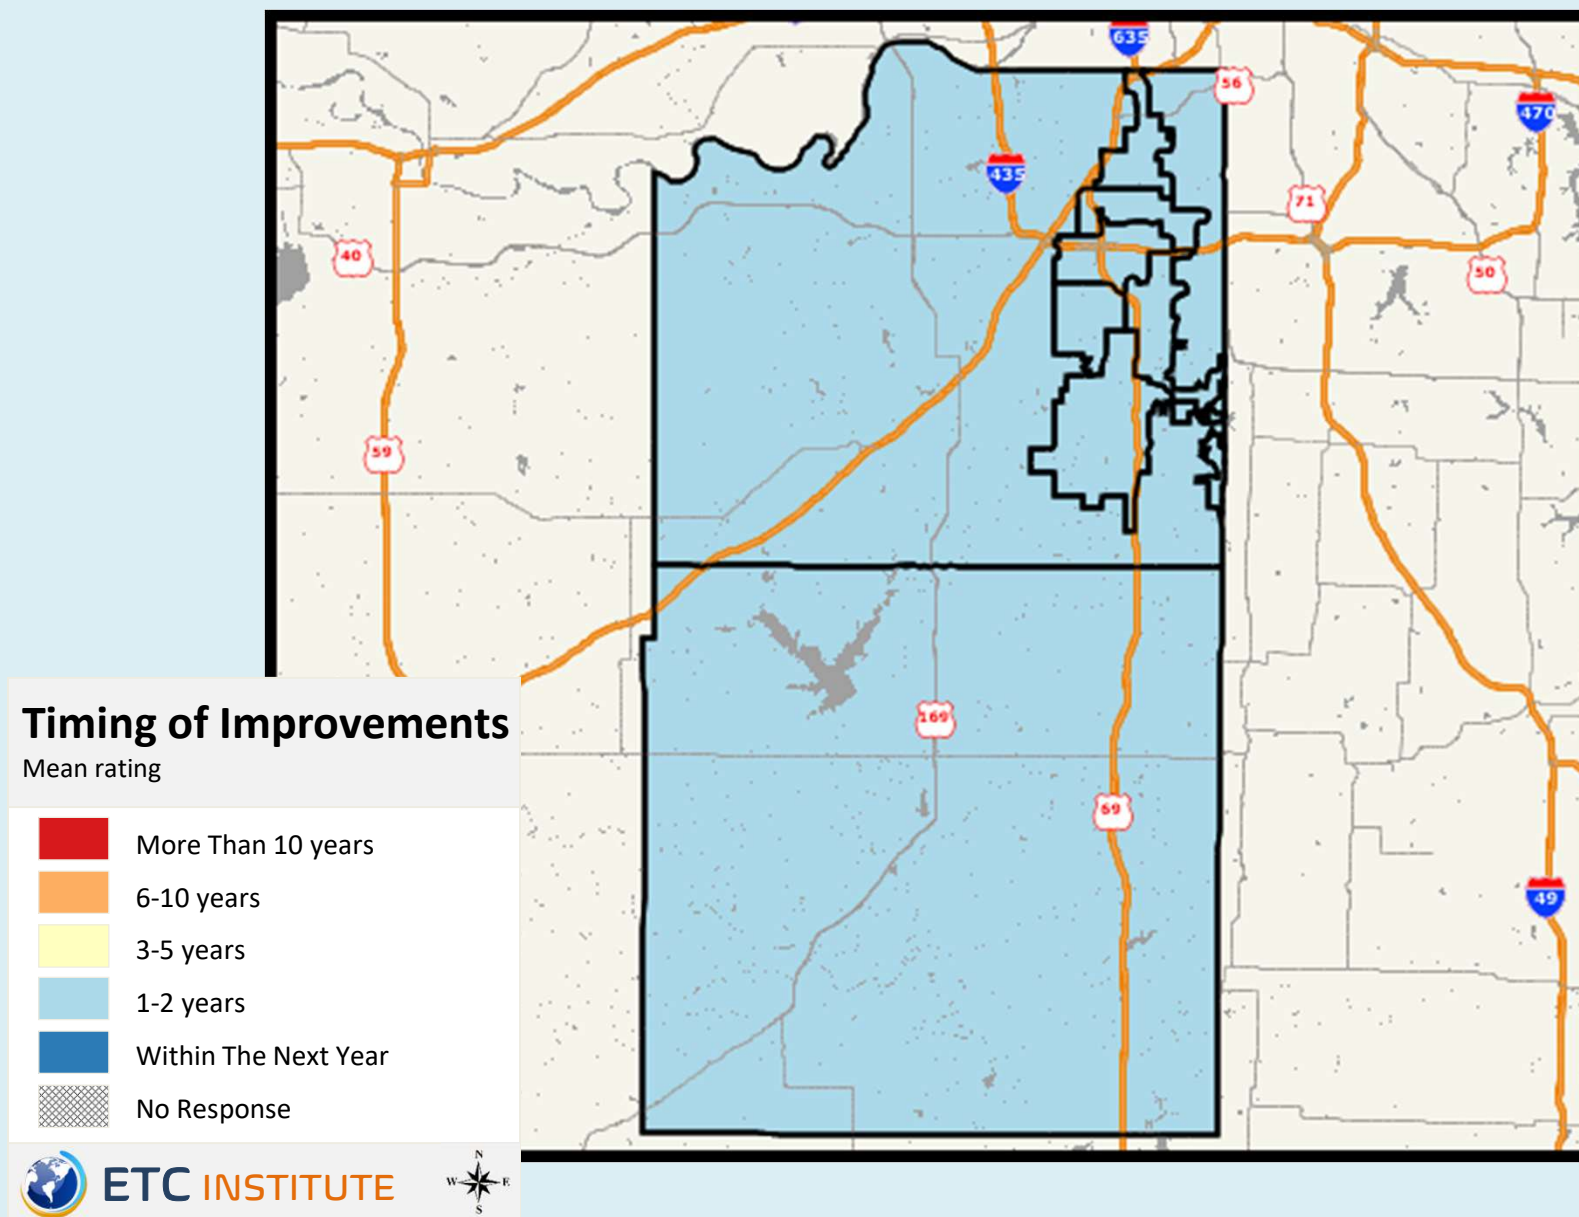 635
56
470
435
71
40
50
59
169
69
49
Timing of Improvements
Mean rating
More Than 10 years
6-10 years
3-5 years
1-2 years
Within The Next Year
No Response
ETC INSTITUTE
N
W E
S